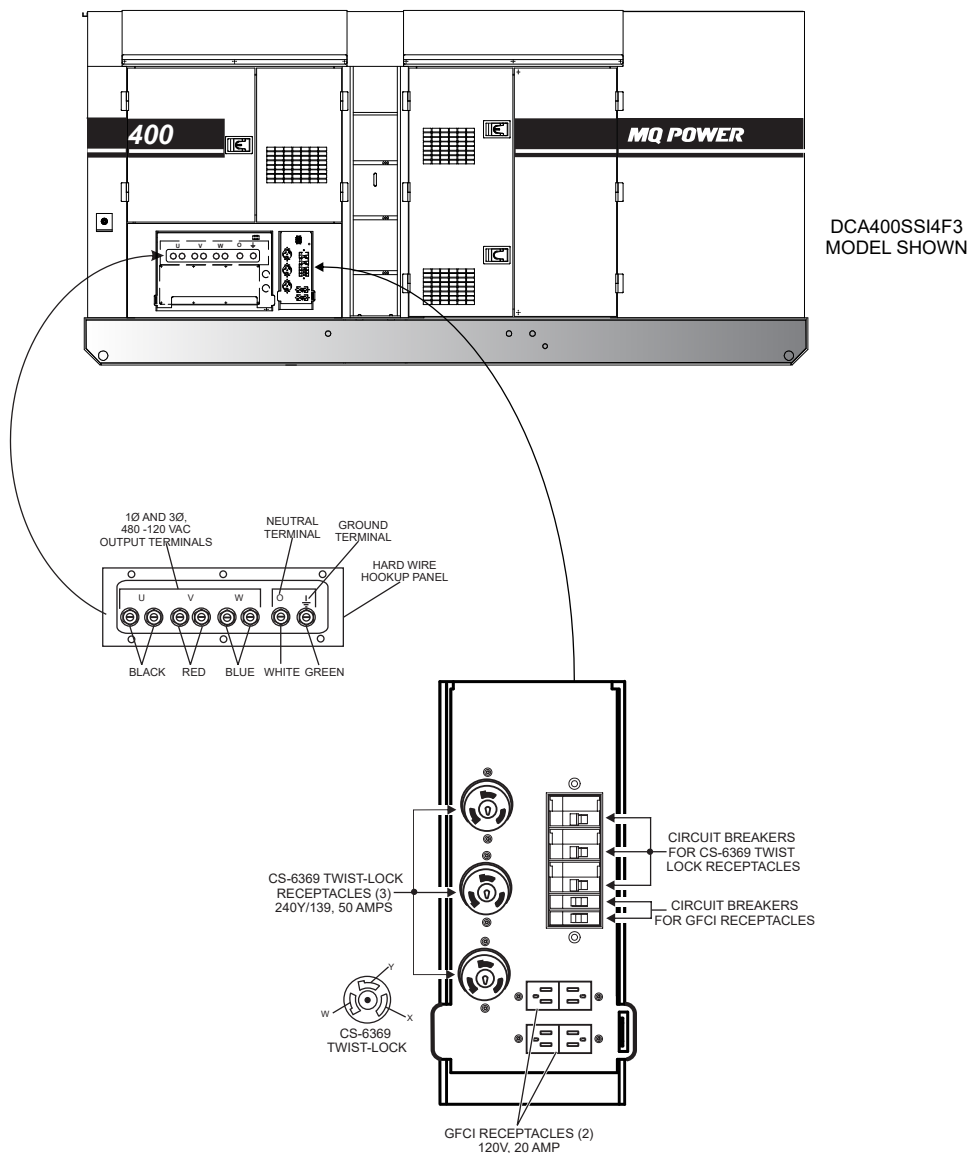 400
MQ POWER
DCA400SSI4F3
MODEL SHOWN
U V W O
1Ø AND 3Ø,
480 -120 VAC
OUTPUT TERMINALS
NEUTRAL
TERMINAL
GROUND
TERMINAL
HARD WIRE
HOOKUP PANEL
U V W O
BLACK RED BLUE WHITE GREEN
CS-6369 TWIST-LOCK
RECEPTACLES (3)
240Y/139, 50 AMPS
CIRCUIT BREAKERS
FOR CS-6369 TWIST
LOCK RECEPTACLES
CIRCUIT BREAKERS
FOR GFCI RECEPTACLES
Y
W
X
CS-6369
TWIST-LOCK
GFCI RECEPTACLES (2)
120V, 20 AMP